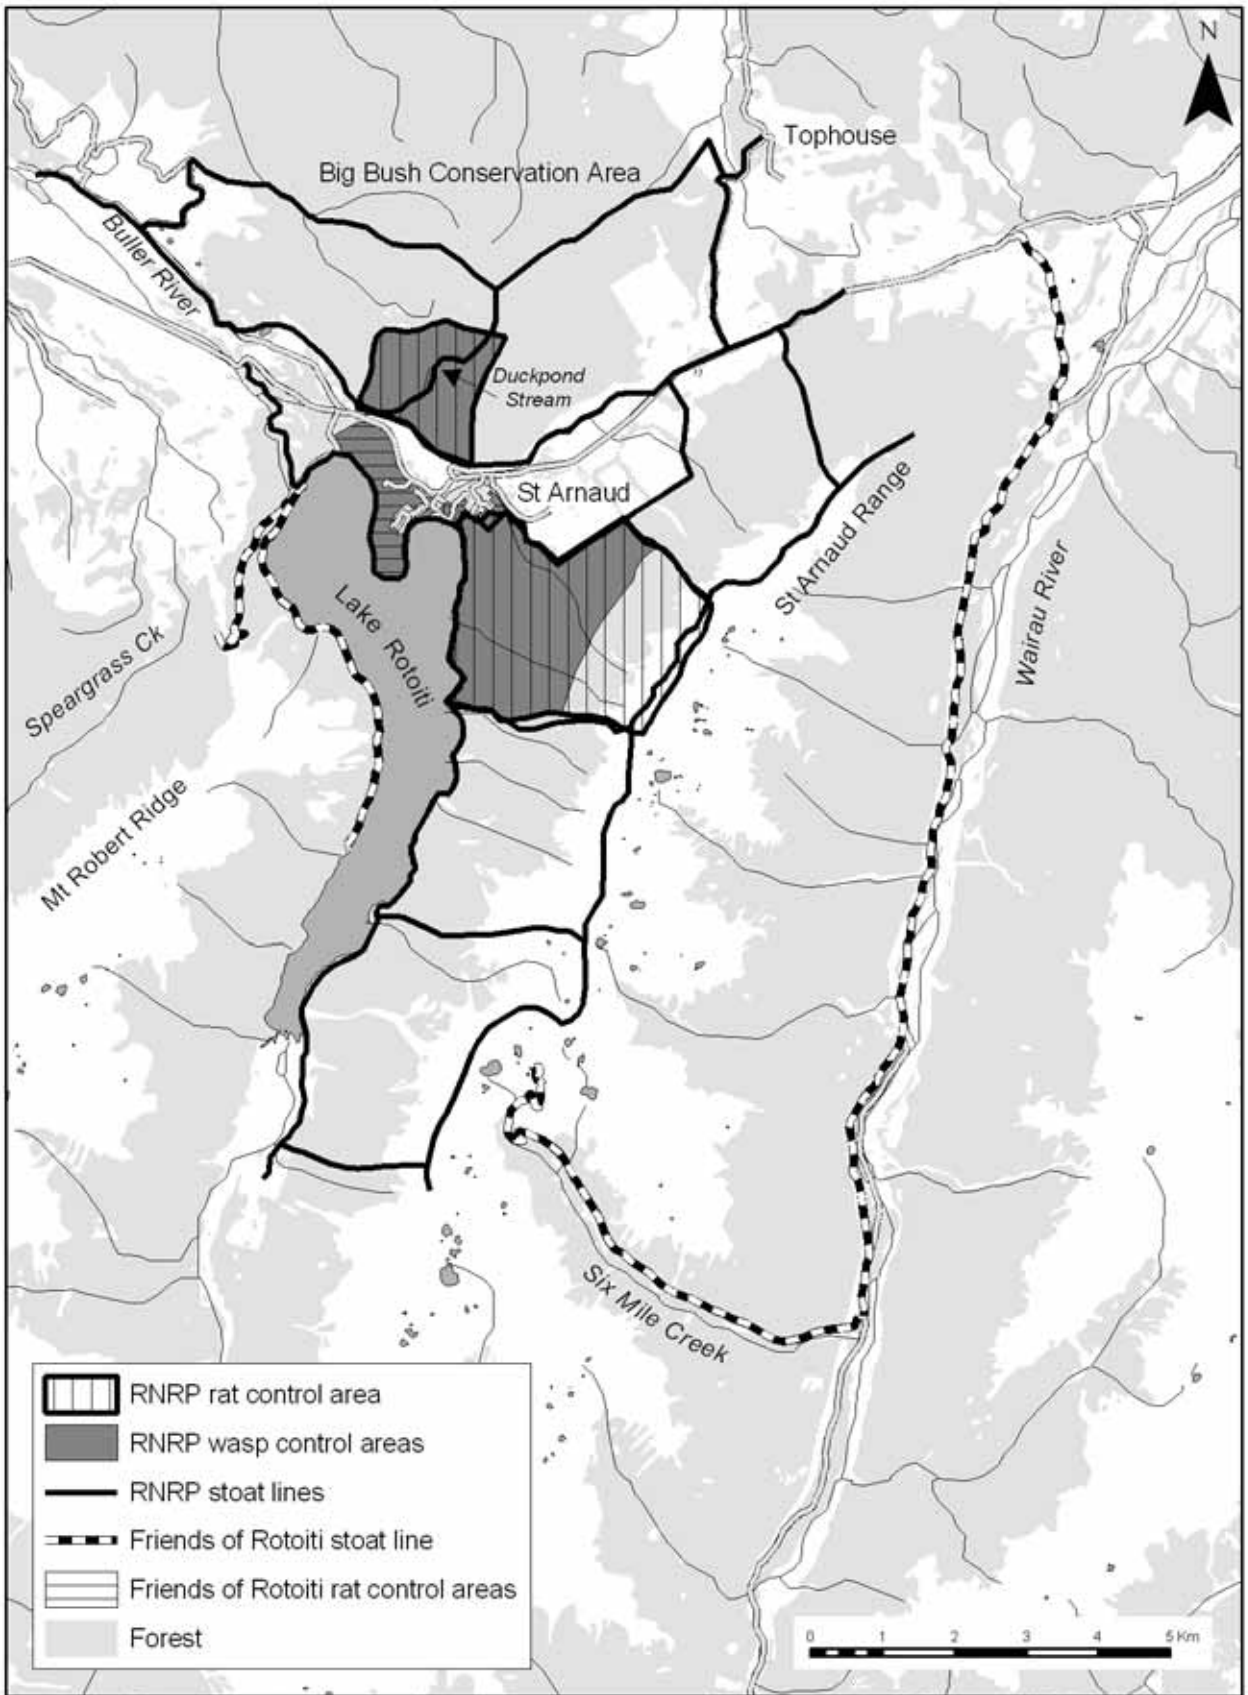 N
Tophouse
Big Bush Conservation Area
Buller River
Duckpond
Stream
St Arnaud
St Arnaud Range
Lake Rotoiti
Wairau River
Speargrass Ck
Mt Robert Ridge
Six Mile Creek
RNRP rat control area
RNRP wasp control areas
RNRP stoat lines
Friends of Rotoiti stoat line
Friends of Rotoiti rat control areas
Forest
0 1 2 3 4 5 Km